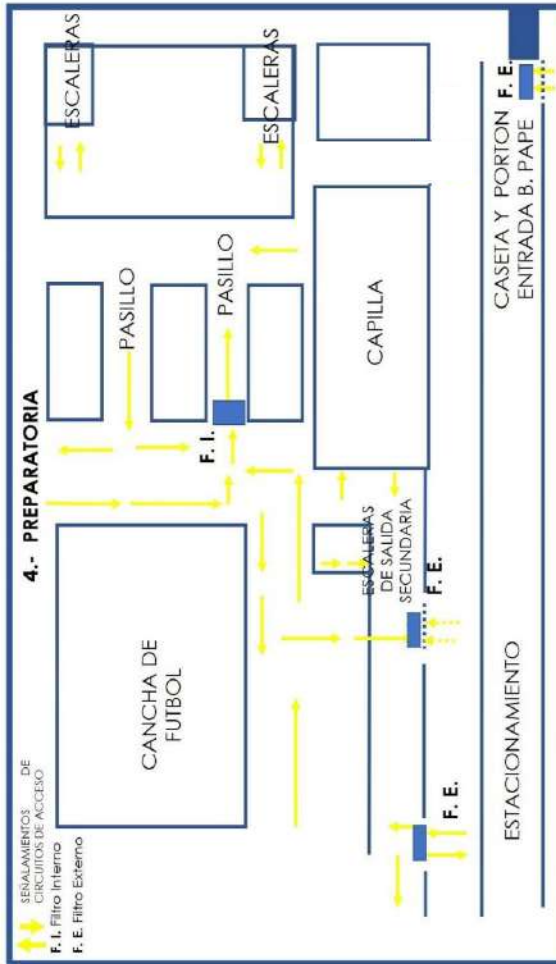 4.- PREPARATORIA
SEÑALAMIENTOS DE
CIRCUITOS DE ACCESO
F. I. Filtro Interno
F. E. Filtro Externo
CANCHA DE
FUTBOL
F. I.
PASILLO
PASILLO
ESCALERAS
ESCALERAS
CAPILLA
ESCALERAS
DE SALIDA
SECUNDARIA
F. E.
F. E.
ESTACIONAMIENTO
CASETA Y PORTON
ENTRADA B. PAPE
F. E.